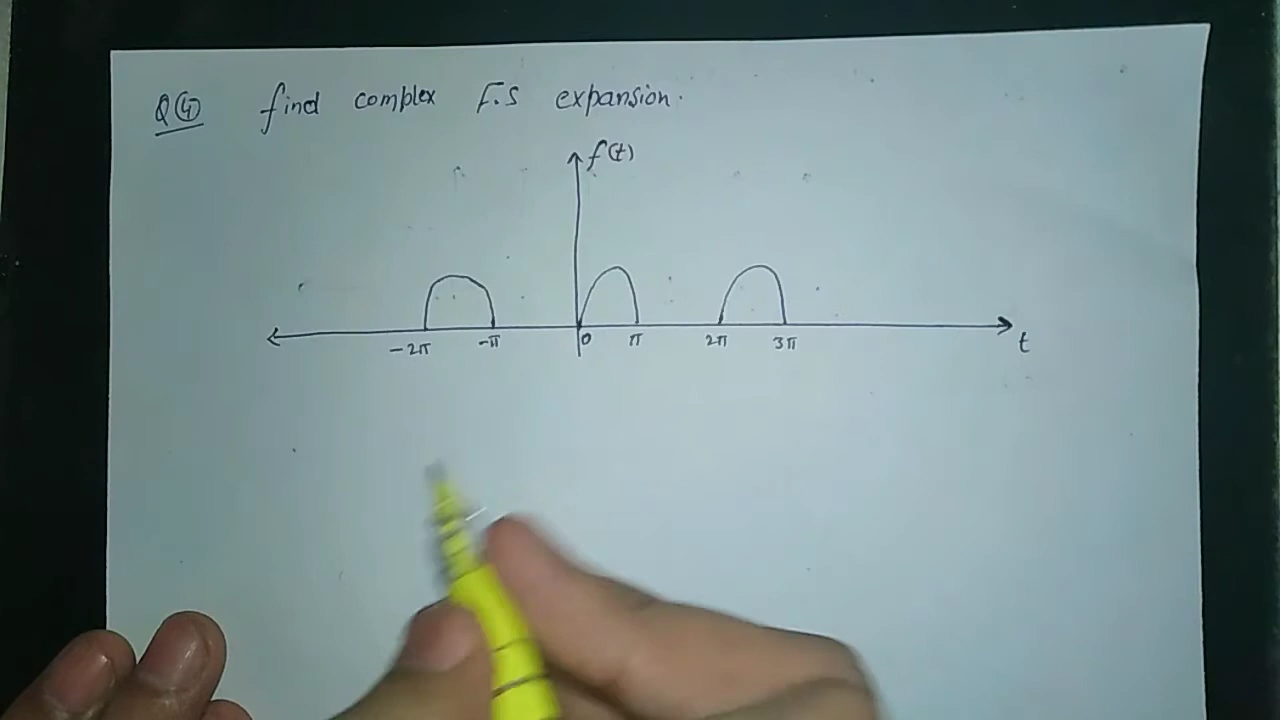 Q④ find complex F.S expansion.
f(t)
-2π -π 0 π 2π 3π t